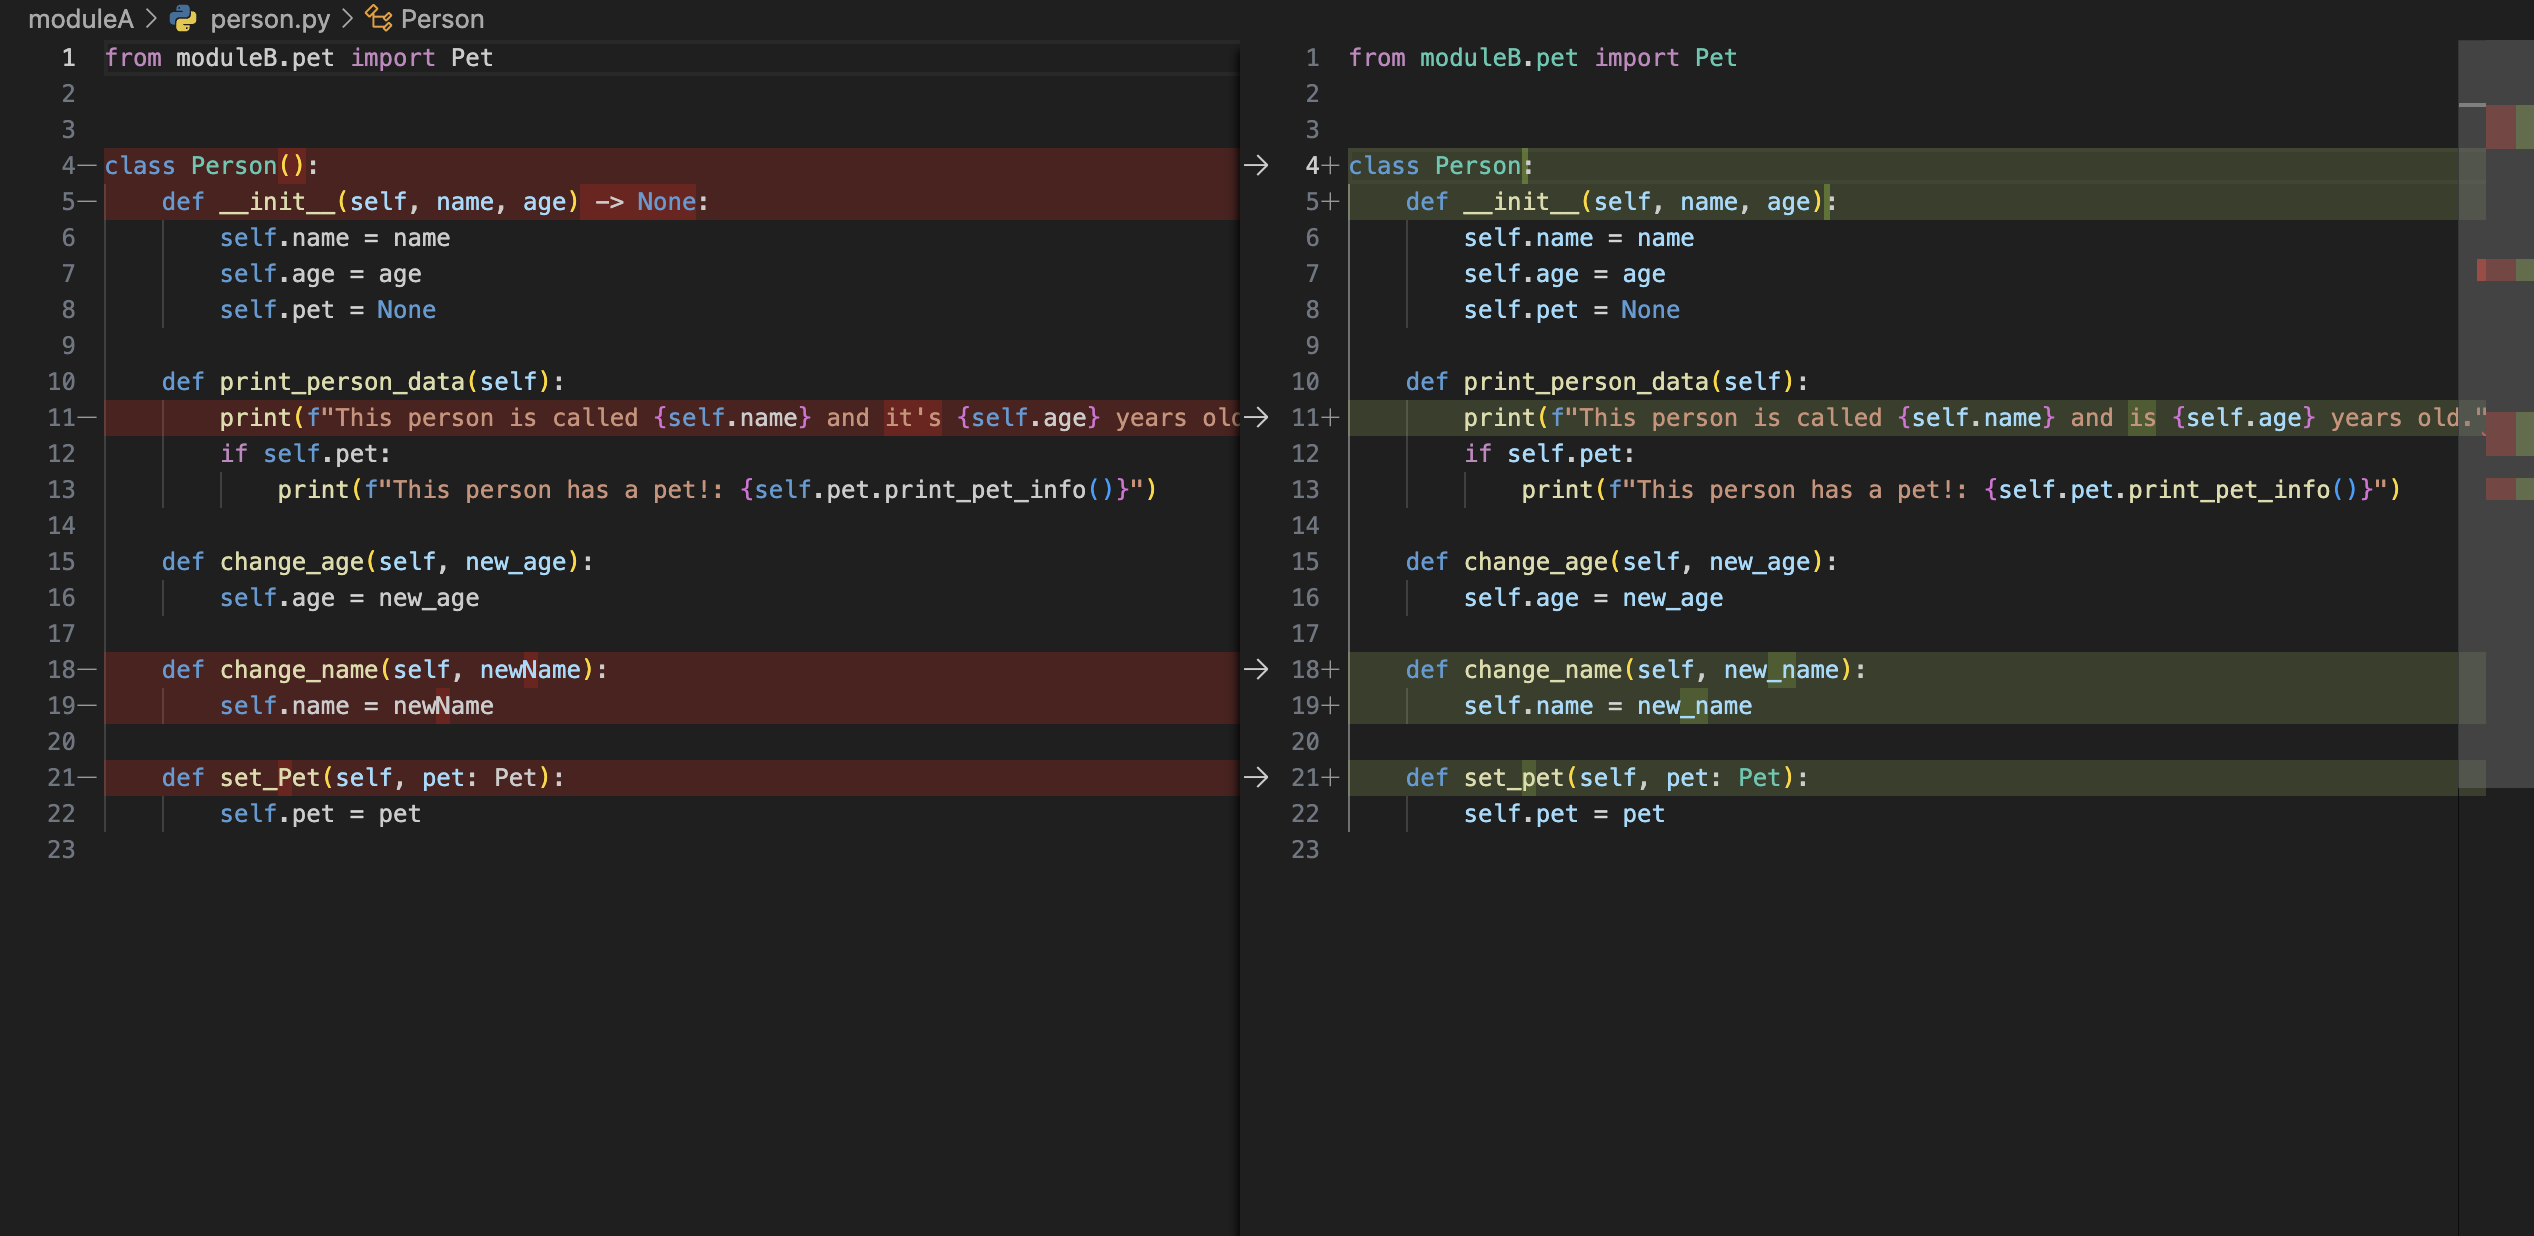 moduleA > person.py > Person
1 from moduleB.pet import Pet
2
3
4— class Person():
5—     def __init__(self, name, age) -> None:
6         self.name = name
7         self.age = age
8         self.pet = None
9
10     def print_person_data(self):
11—         print(f"This person is called {self.name} and it's {self.age} years old
12         if self.pet:
13             print(f"This person has a pet!: {self.pet.print_pet_info()}")
14
15     def change_age(self, new_age):
16         self.age = new_age
17
18—     def change_name(self, newName):
19—         self.name = newName
20
21—     def set_Pet(self, pet: Pet):
22         self.pet = pet
23
1 from moduleB.pet import Pet
2
3
4+ class Person:
5+     def __init__(self, name, age):
6         self.name = name
7         self.age = age
8         self.pet = None
9
10     def print_person_data(self):
11+         print(f"This person is called {self.name} and is {self.age} years old."
12         if self.pet:
13             print(f"This person has a pet!: {self.pet.print_pet_info()}")
14
15     def change_age(self, new_age):
16         self.age = new_age
17
18+     def change_name(self, new_name):
19+         self.name = new_name
20
21+     def set_pet(self, pet: Pet):
22         self.pet = pet
23